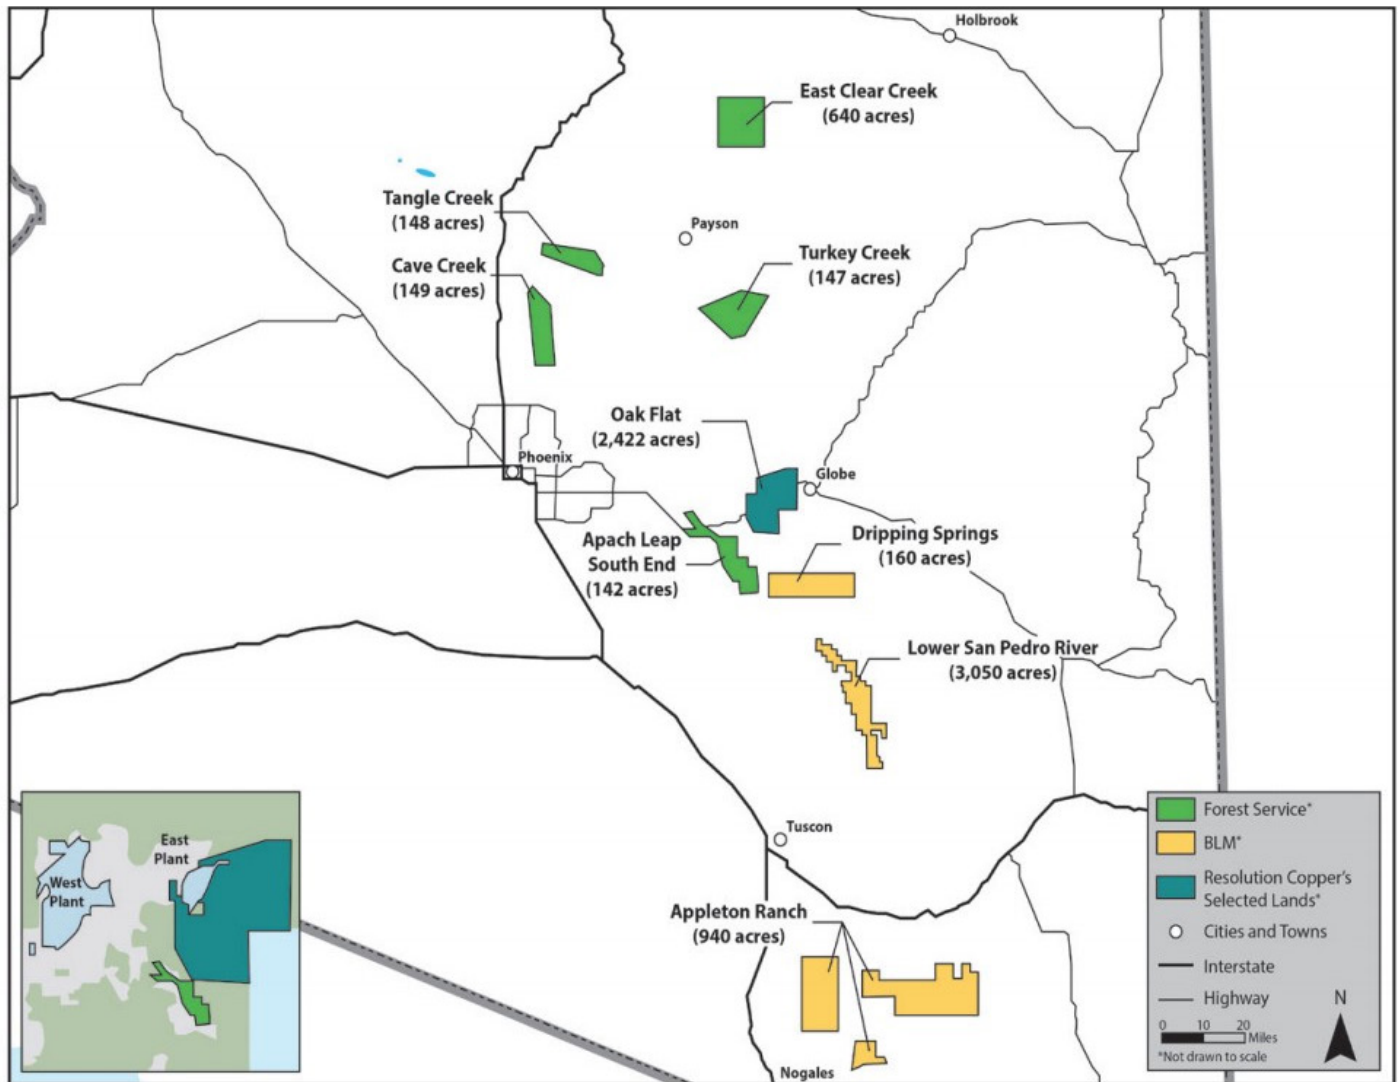 Holbrook
East Clear Creek
(640 acres)
Tangle Creek
(148 acres)
Payson
Turkey Creek
(147 acres)
Cave Creek
(149 acres)
Oak Flat
(2,422 acres)
Phoenix
Globe
Apach Leap
South End
(142 acres)
Dripping Springs
(160 acres)
Lower San Pedro River
(3,050 acres)
Tuscon
Appleton Ranch
(940 acres)
Nogales
East
Plant
West
Plant
Forest Service*
BLM*
Resolution Copper's
Selected Lands*
Cities and Towns
Interstate
Highway
N
0 10 20
Miles
*Not drawn to scale